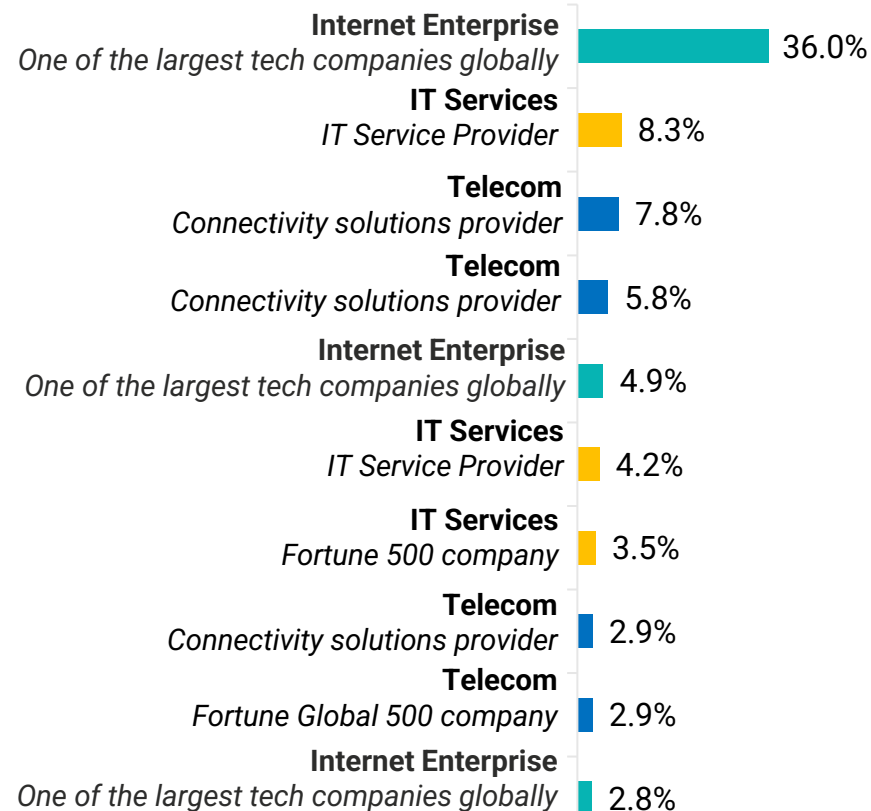 Internet Enterprise
One of the largest tech companies globally
36.0%
IT Services
IT Service Provider
8.3%
Telecom
Connectivity solutions provider
7.8%
Telecom
Connectivity solutions provider
5.8%
Internet Enterprise
One of the largest tech companies globally
4.9%
IT Services
IT Service Provider
4.2%
IT Services
Fortune 500 company
3.5%
Telecom
Connectivity solutions provider
2.9%
Telecom
Fortune Global 500 company
2.9%
Internet Enterprise
One of the largest tech companies globally
2.8%